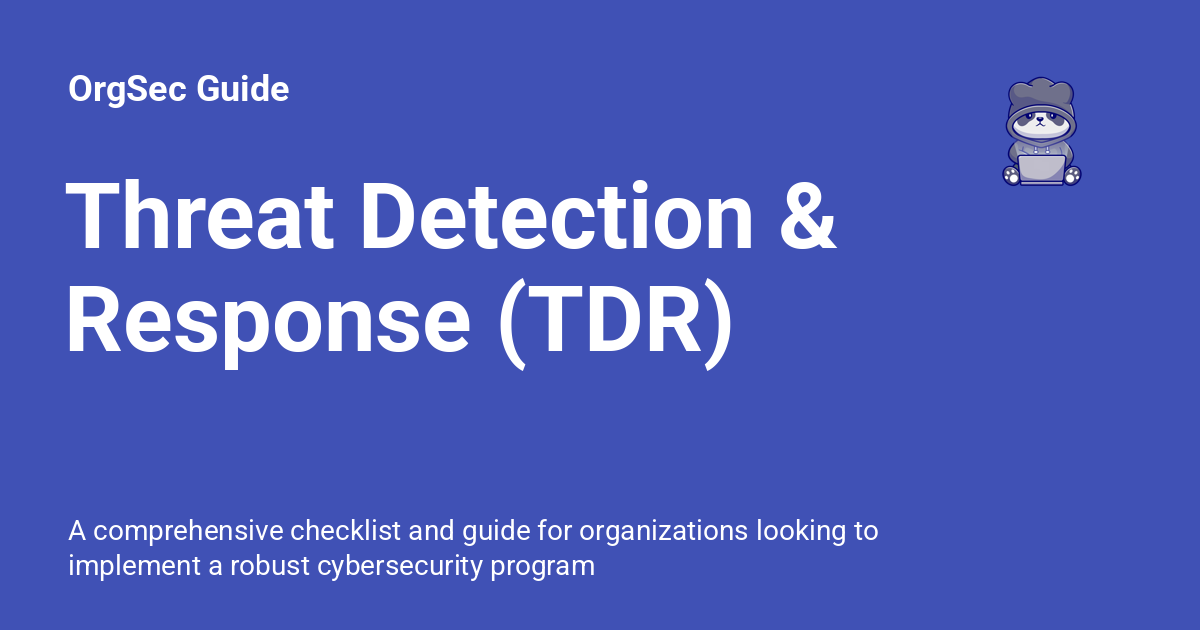 OrgSec Guide
Threat Detection &
Response (TDR)
A comprehensive checklist and guide for organizations looking to
implement a robust cybersecurity program